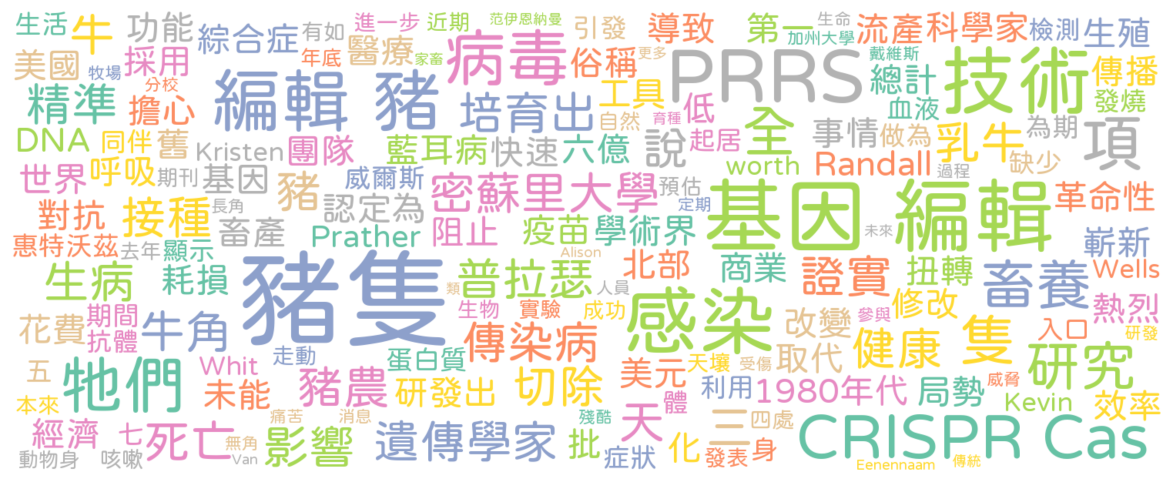 生活 牛 功能 綜合症 有如 進一步 近期 范伊恩納曼 引發 導致 第一 生命 加州大學 流產 科學家 檢測 生殖
美國 牧場 採用 年底 醫療 家畜 病毒 俗稱 更多 PRRS 戴維斯 總計 技術 傳播
精準 分校 擔心 編輯 豬 培育出 工具 低 育種 自然 全 血液 發燒
DNA 同伴 舊 Kristen 團隊 藍耳病 快速 六億 說 起居 事情 做為 乳牛 為期 項
世界 呼吸 期刊 基因 豬 威爾斯 密蘇里大學 預估 worth Randall 過程 缺少
對抗 接種 長角 認定為 定期 基因 編輯 革命性
惠特沃茲 去年 顯示 畜產 Prather 阻止 疫苗 學術界 未來 嶄新
生病 耗損 豬隻 Alison 普拉瑟 類 人員 北部 商業 證實 扭轉 畜養 Wells
花費 期間 抗體 牛角 生物 實驗 成功 感染 改變 修改 參與 熱烈
五 牠們 Whit 走動 蛋白質 傳染病 天壤 受傷 取代 健康 隻 入口 研發
本來 未能 豬農 研發出 切除 美元 利用 1980年代 局勢 威脅 Kevin 研究 效率
經濟 七 死亡 無角 痛苦 消息 影響 遺傳學家 殘酷 批 天 體 化 三 四處 CRISPR Cas
動物身 咳嗽 Van 症狀 發表 身 Eenennaam 傳統